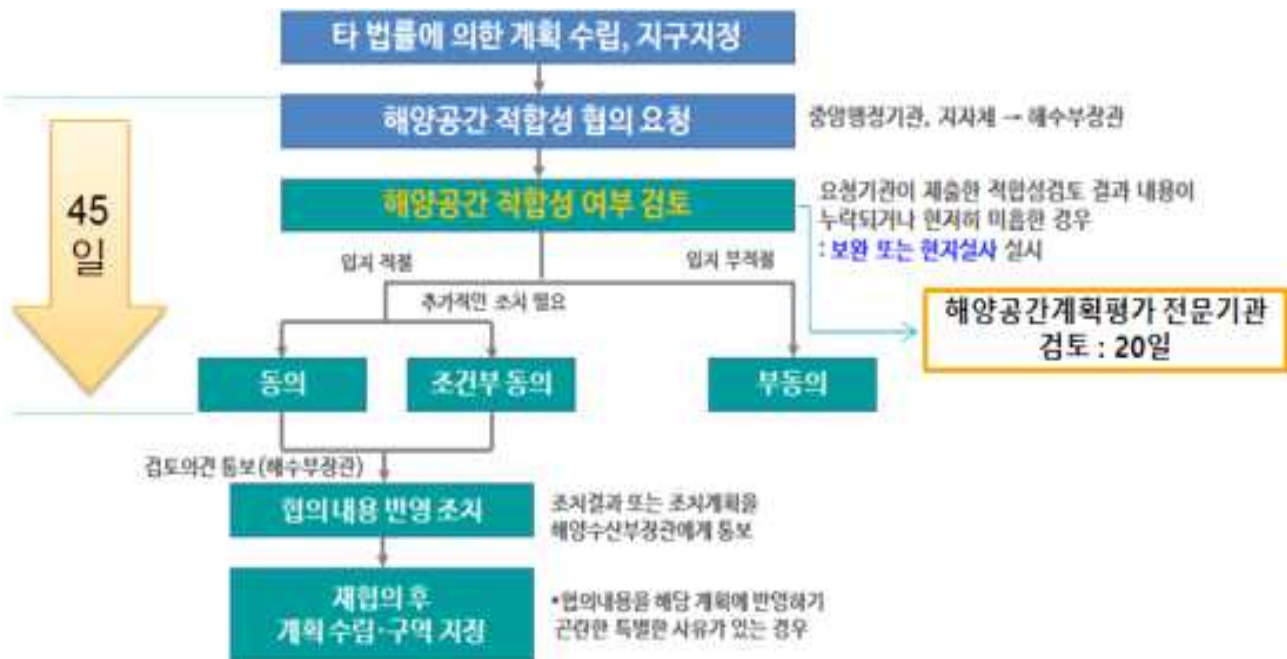 타 법률에 의한 계획 수립, 지구지정
해양공간 적합성 협의 요청
중앙행정기관, 지자체 → 해수부장관
45
일
해양공간 적합성 여부 검토
요청기관이 제출한 적합성검토 결과 내용이
누락되거나 현저히 미흡한 경우
: 보완 또는 현지실사 실시
입지 적절
입지 부적절
추가적인 조치 필요
해양공간계획평가 전문기관
검토 : 20일
동의
조건부 동의
부동의
검토의견 통보(해수부장관)
협의내용 반영 조치
조치결과 또는 조치계획을
해양수산부장관에게 통보
재협의 후
계획 수립·구역 지정
•협의내용을 해당 계획에 반영하기
곤란한 특별한 사유가 있는 경우